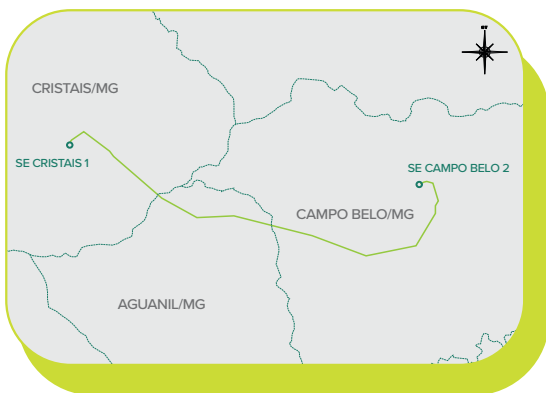 CRISTAIS/MG
SE CRISTAIS 1
SE CAMPO BELO 2
CAMPO BELO/MG
AGUANIL/MG